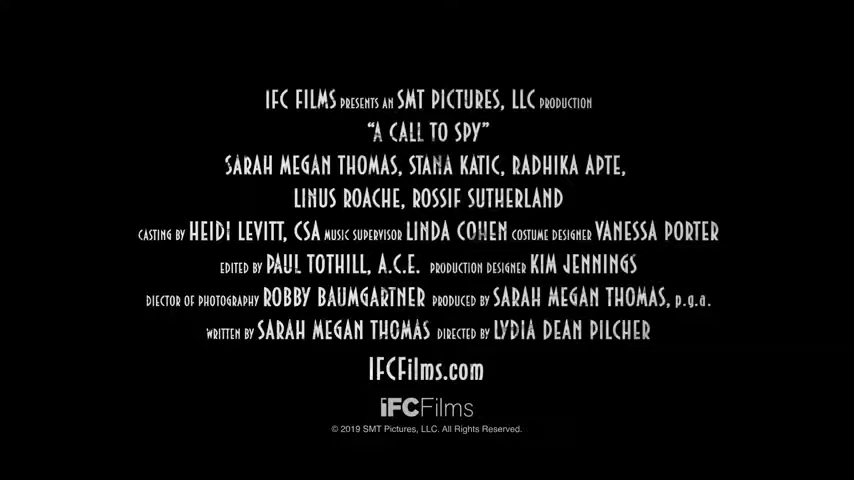 IFC FILMS PRESENTS AN SMT PICTURES, LLC PRODUCTION
“A CALL TO SPY”
SARAH MEGAN THOMAS, STANA KATIC, RADHIKA APTE,
LINUS ROACHE, ROSSIF SUTHERLAND
CASTING BY HEIDI LEVITT, CSA MUSIC SUPERVISOR LINDA COHEN COSTUME DESIGNER VANESSA PORTER
EDITED BY PAUL TOTHILL, A.C.E. PRODUCTION DESIGNER KIM JENNINGS
DIECTOR OF PHOTOGRAPHY ROBBY BAUMGARTNER PRODUCED BY SARAH MEGAN THOMAS, p.g.a.
WRITTEN BY SARAH MEGAN THOMAS DIRECTED BY LYDIA DEAN PILCHER
IFCFilms.com
IFCFilms
© 2019 SMT Pictures, LLC. All Rights Reserved.